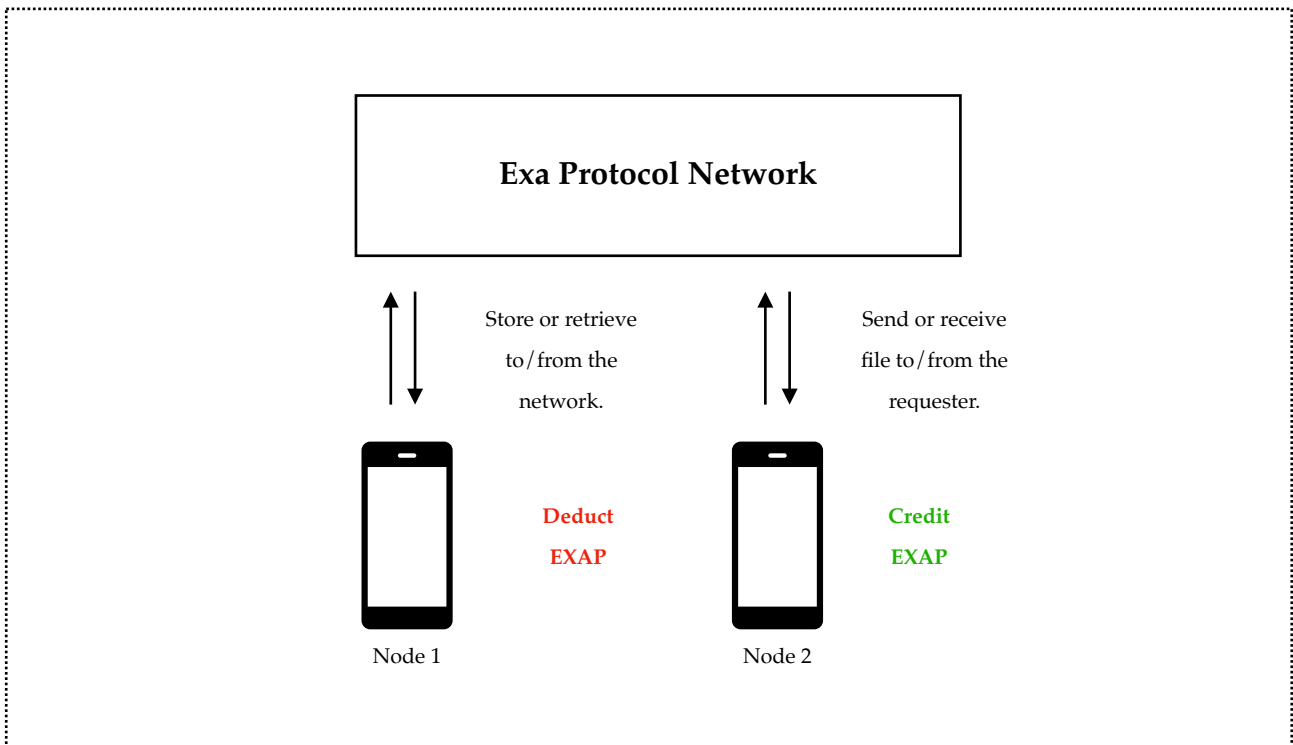 Exa Protocol Network
Store or retrieve
to/from the
network.
Send or receive
file to/from the
requester.
Deduct
EXAP
Credit
EXAP
Node 1
Node 2